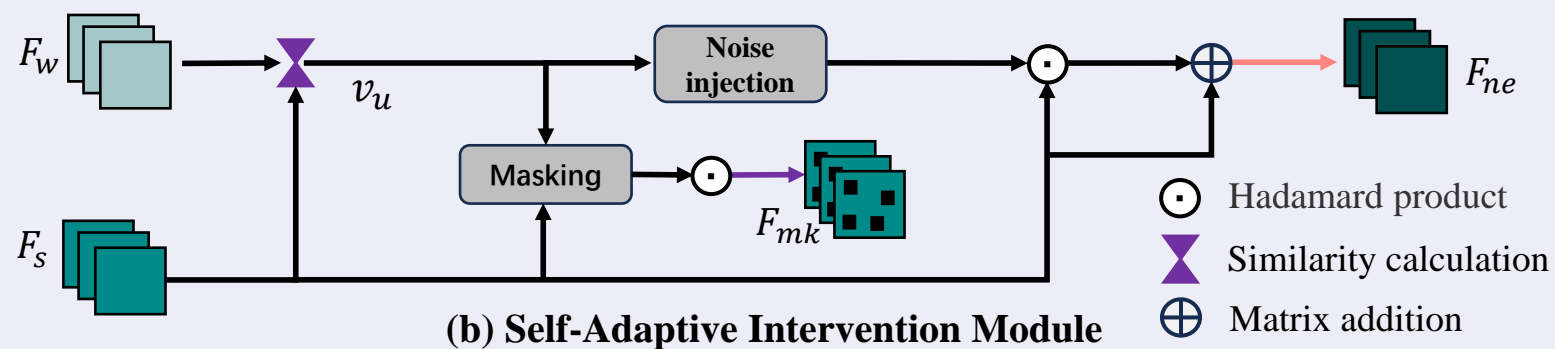 F_w
v_u
Noise
injection
F_ne
Masking
F_mk
F_s
Hadamard product
Similarity calculation
Matrix addition
(b) Self-Adaptive Intervention Module